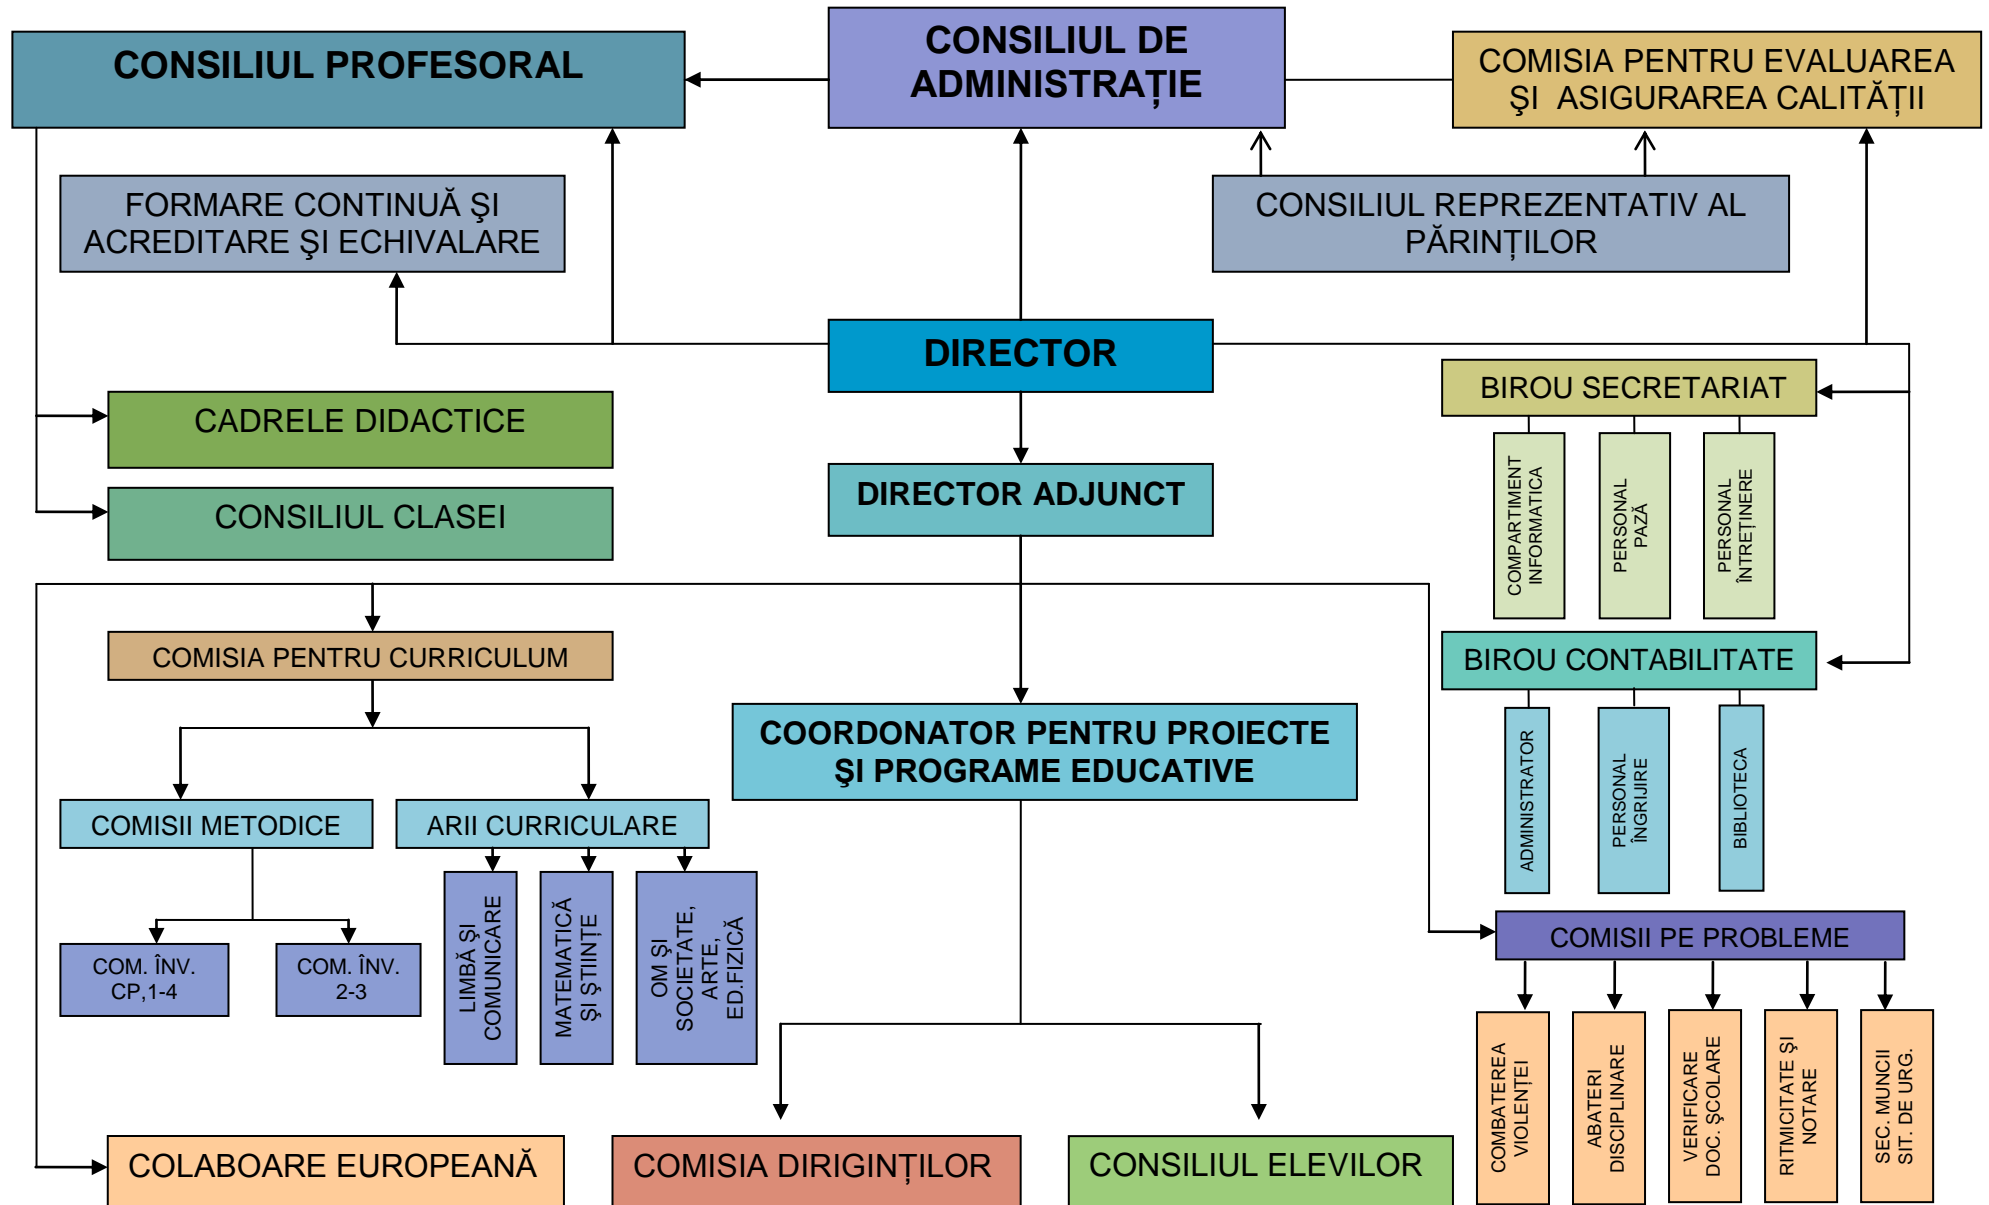 CONSILIUL PROFESORAL
CONSILIUL DE
ADMINISTRAȚIE
COMISIA PENTRU EVALUAREA
ŞI ASIGURAREA CALITĂȚII
FORMARE CONTINUĂ ŞI
ACREDITARE ŞI ECHIVALARE
CONSILIUL REPREZENTATIV AL
PĂRINȚILOR
DIRECTOR
BIROU SECRETARIAT
CADRELE DIDACTICE
CONSILIUL CLASEI
DIRECTOR ADJUNCT
COMPARTIMENT
INFORMATICA
PERSONAL
PAZĂ
PERSONAL
ÎNTREȚINERE
COMISIA PENTRU CURRICULUM
BIROU CONTABILITATE
COORDONATOR PENTRU PROIECTE
ŞI PROGRAME EDUCATIVE
ADMINISTRATOR
PERSONAL
ÎNGRIJIRE
BIBLIOTECA
COMISII METODICE
ARII CURRICULARE
COM. ÎNV.
CP,1-4
COM. ÎNV.
2-3
LIMBĂ ŞI
COMUNICARE
MATEMATICĂ
ŞI ŞTIINȚE
OM ŞI
SOCIETATE,
ARTE,
ED.FIZICĂ
COMISII PE PROBLEME
COMBATEREA
VIOLENȚEI
ABATERI
DISCIPLINARE
VERIFICARE
DOC. ŞCOLARE
RITMICITATE ŞI
NOTARE
SEC. MUNCII
SIT. DE URG.
COLABOARE EUROPEANĂ
COMISIA DIRIGINȚILOR
CONSILIUL ELEVILOR